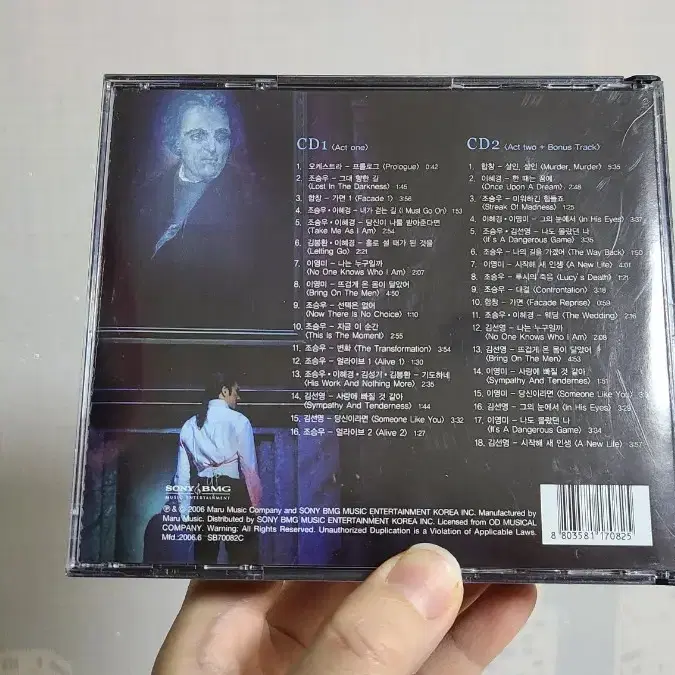 CD1 (Act one)
1. 오케스트라 - 프롤로그 (Prologue) 0:42
2. 조승우 - 그대 향한 길
(Lost In The Darkness) 1:45
3. 합창 - 가면 1 (Facade 1) 3:56
4. 조승우 • 이혜경 - 내가 걷는 길 (I Must Go On) 1:53
5. 조승우 • 이혜경 - 당신이 나를 받아준다면
(Take Me As I Am) 2:54
6. 김봉환 • 이혜경 - 홀로 설 때가 된 것을
(Letting Go) 2:21
7. 이영미 - 나는 누구일까
(No One Knows Who I Am) 2:07
8. 이영미 - 뜨겁게 온 몸이 달았어
(Bring On The Men) 4:50
9. 조승우 - 선택은 없어
(Now There Is No Choice) 1:10
10. 조승우 - 지금 이 순간
(This Is The Moment) 2:55
11. 조승우 - 변화 (The Transformation) 3:54
12. 조승우 - 얼라이브 1 (Alive 1) 1:30
13. 조승우 • 이혜경 • 김성기 • 김봉환 - 기도하네
(His Work And Nothing More) 2:35
14. 김선영 - 사랑에 빠질 것 같아
(Sympathy And Tenderness) 1:44
15. 김선영 - 당신이라면 (Someone Like You) 3:32
16. 조승우 - 얼라이브 2 (Alive 2) 1:27
CD2 (Act two + Bonus Track)
1. 합창 - 살인, 살인 (Murder, Murder) 5:35
2. 이혜경 - 한 때는 꿈에
(Once Upon A Dream) 2:48
3. 조승우 - 미워하긴 힘들죠
(Streak Of Madness) 1:25
4. 이혜경 • 이영미 - 그의 눈에서 (In His Eyes) 3:37
5. 조승우 • 김선영 - 나도 몰랐던 나
(It's A Dangerous Game) 3:35
6. 조승우 - 나의 길을 가겠어 (The Way Back) 1:50
7. 이영미 - 시작해 새 인생 (A New Life) 4:01
8. 조승우 - 루시의 죽음 (Lucy's Death) 1:21
9. 조승우 - 대결 (Confrontation) 3:18
10. 합창 - 가면 (Facade Reprise) 0:59
11. 조승우 • 이혜경 - 웨딩 (The Wedding) 2:16
12. 김선영 - 나는 누구일까
(No One Knows Who I Am) 2:08
13. 김선영 - 뜨겁게 온 몸이 달았어
(Bring On The Men) 4:53
14. 이영미 - 사랑에 빠질 것 같아
(Sympathy And Tendernes) 1:51
15. 이영미 - 당신이라면 (Someone Like You)
16. 김선영 - 그의 눈에서 (In His Eyes) 3:29
17. 이영미 - 나도 몰랐던 나
(It's A Dangerous Game) 3:34
18. 김선영 - 시작해 새 인생 (A New Life) 3:57
SONY BMG
MUSIC ENTERTAINMENT
℗ & © 2006 Maru Music Company and SONY BMG MUSIC ENTERTAINMENT KOREA INC. Manufactured by
Maru Music. Distributed by SONY BMG MUSIC ENTERTAINMENT KOREA INC. Licensed from OD MUSICAL
COMPANY. Warning: All Rights Reserved. Unauthorized Duplication is a Violation of Applicable Laws.
Mfd.:2006.6 SB70082C
8 803581 170825